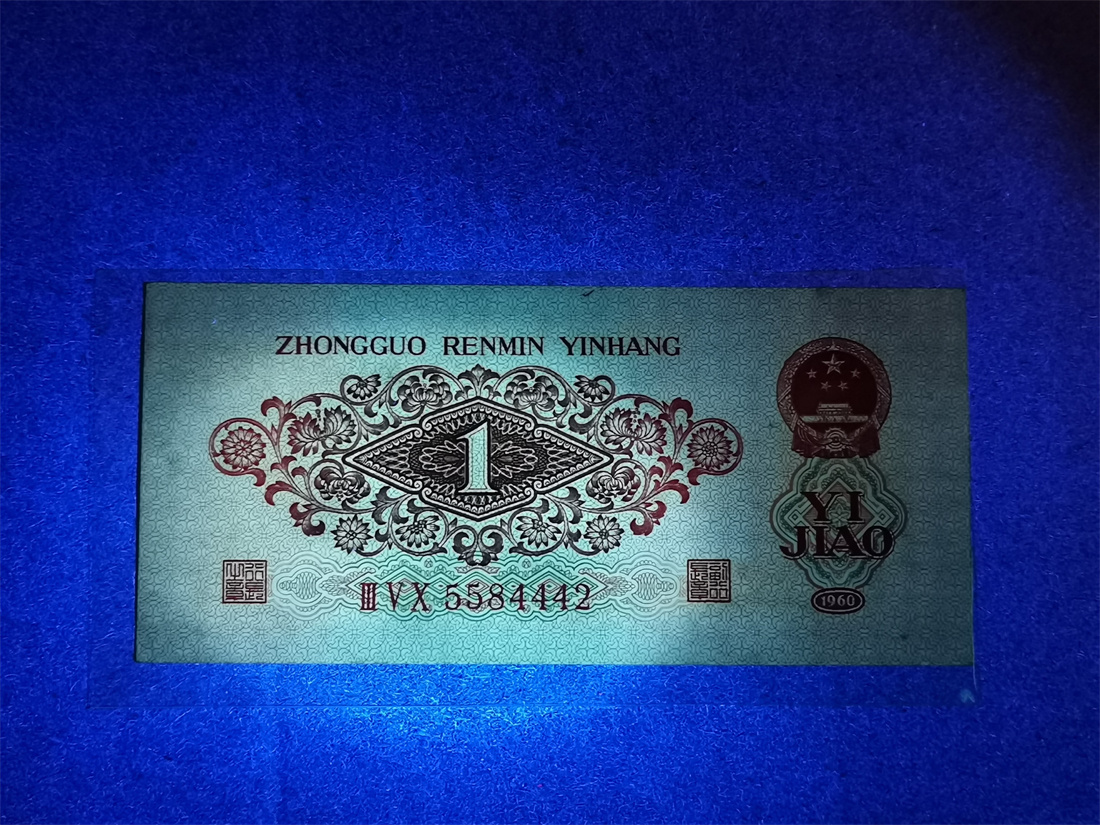 ZHONGGUO RENMIN YINHANG
1
YI
JIAO
ⅢⅤⅩ 5584442
1960